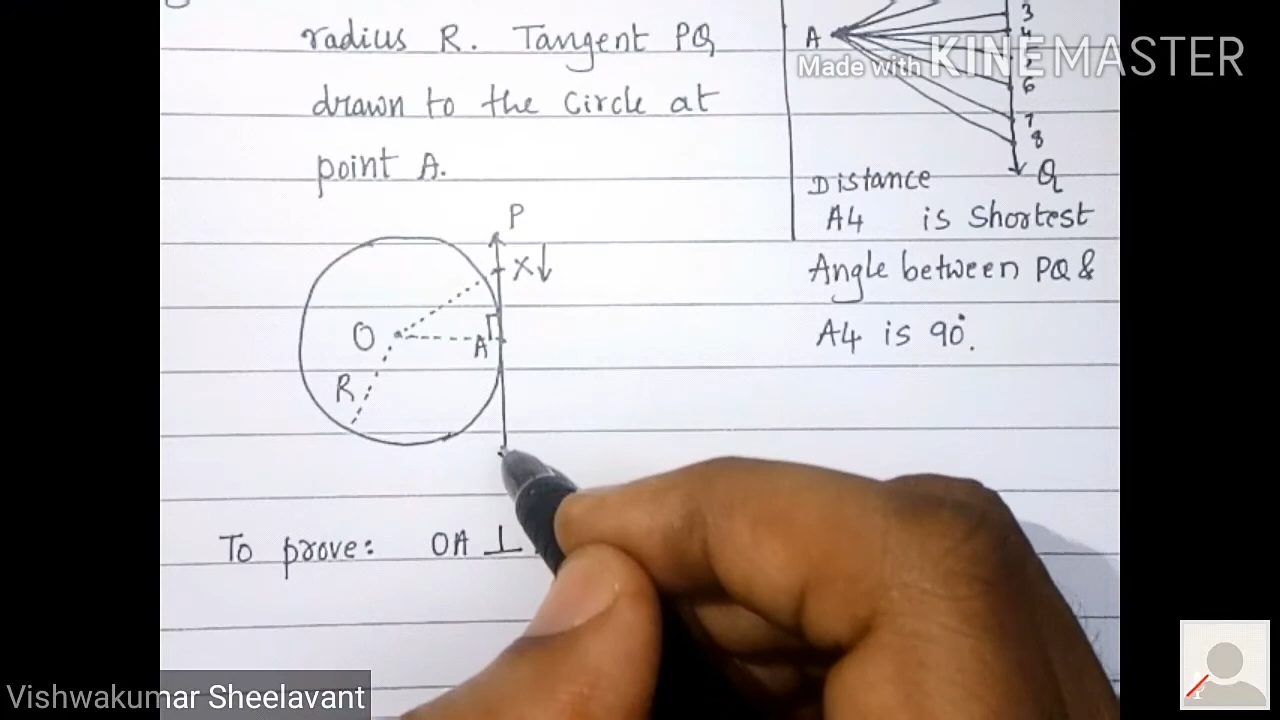 radius R. Tangent PQ
drawn to the Circle at
point A.
P
X↓
O
A
R
To prove: OA ⊥
A
3
4
5
6
7
8
Q
Distance
A4 is Shortest
Angle between PQ &
A4 is 90°.
Made with KINEMASTER
Vishwakumar Sheelavant